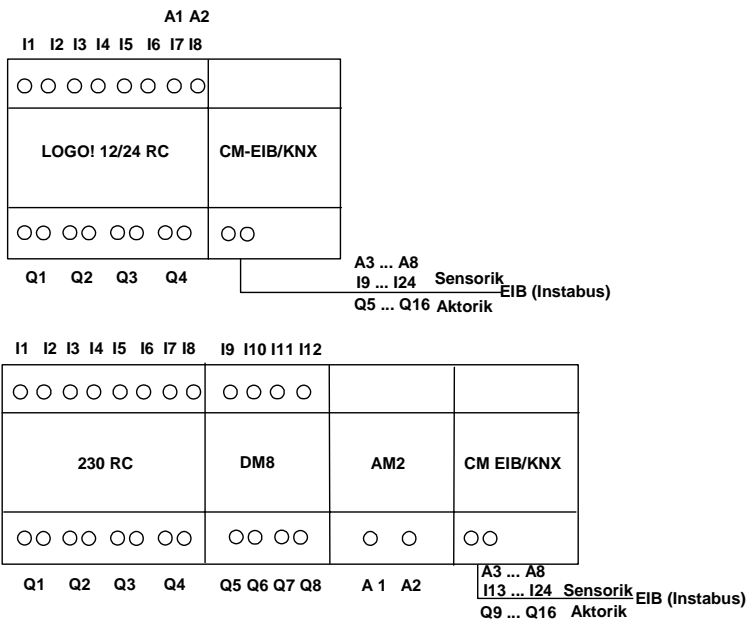 A1 A2
I1 I2 I3 I4 I5 I6 I7 I8
LOGO! 12/24 RC CM-EIB/KNX
Q1 Q2 Q3 Q4
A3 ... A8
I9 ... I24 Sensorik
EIB (Instabus)
Q5 ... Q16 Aktorik
I1 I2 I3 I4 I5 I6 I7 I8 I9 I10 I11 I12
230 RC DM8 AM2 CM EIB/KNX
Q1 Q2 Q3 Q4 Q5 Q6 Q7 Q8 A 1 A2
A3 ... A8
I13 ... I24 Sensorik
EIB (Instabus)
Q9 ... Q16 Aktorik